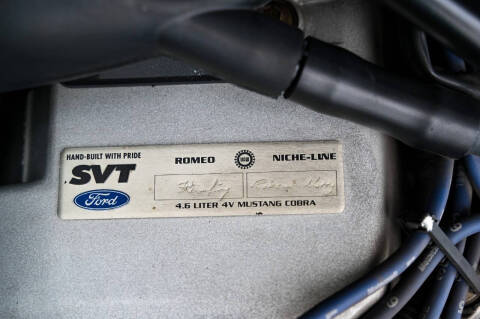 HAND-BUILT WITH PRIDE
ROMEO
NICHE-LINE
SVT
Ford
4.6 LITER 4V MUSTANG COBRA